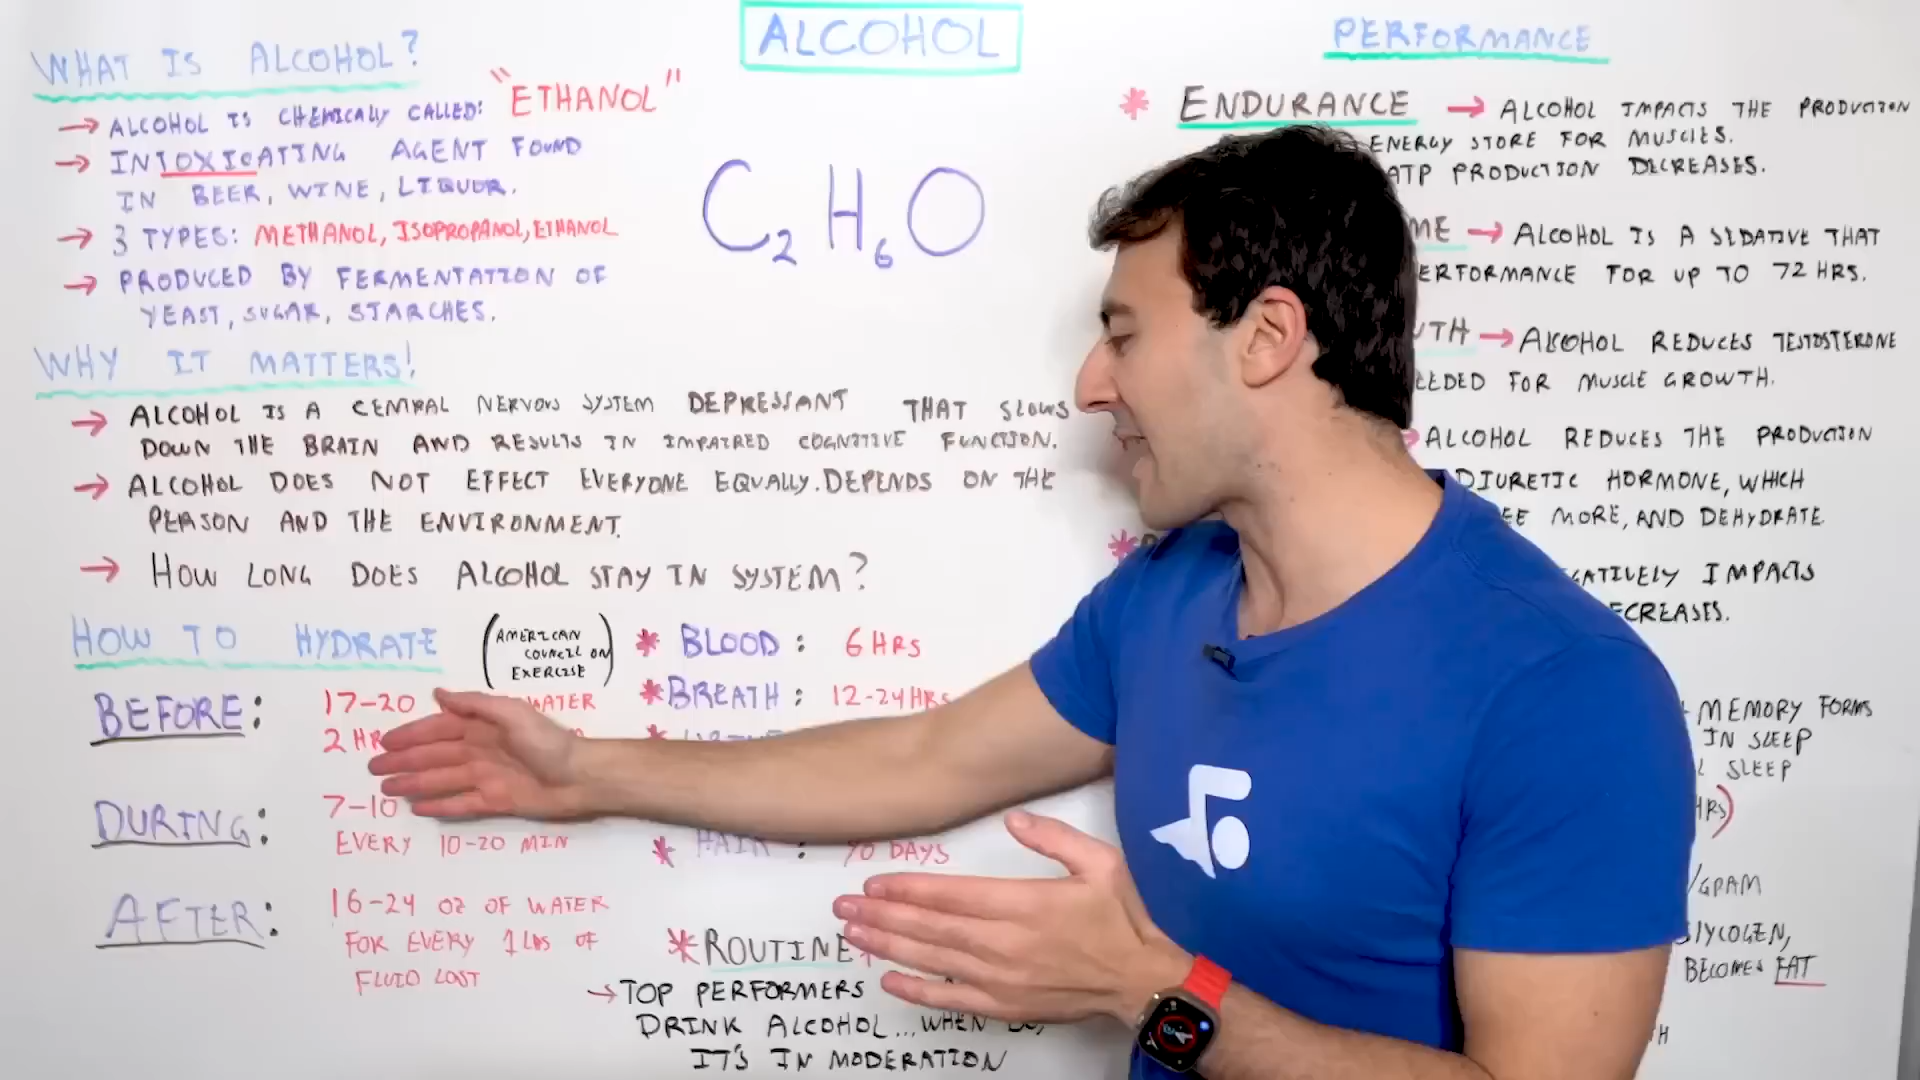 ALCOHOL
WHAT IS ALCOHOL?
→ ALCOHOL IS CHEMICALLY CALLED: "ETHANOL"
→ INTOXICATING AGENT FOUND
IN BEER, WINE, LIQUOR.
→ 3 TYPES: METHANOL, ISOPROPANOL, ETHANOL
→ PRODUCED BY FERMENTATION OF
YEAST, SUGAR, STARCHES.
C2H6O
WHY IT MATTERS!
→ ALCOHOL IS A CENTRAL NERVOUS SYSTEM DEPRESSANT THAT SLOWS
DOWN THE BRAIN AND RESULTS IN IMPAIRED COGNITIVE FUNCTION.
→ ALCOHOL DOES NOT EFFECT EVERYONE EQUALLY. DEPENDS ON THE
PERSON AND THE ENVIRONMENT.
→ HOW LONG DOES ALCOHOL STAY IN SYSTEM?
* BLOOD: 6 HRS
* BREATH: 12-24 HRS
* HAIR: 90 DAYS
HOW TO HYDRATE
(AMERICAN
COUNCIL ON
EXERCISE)
BEFORE: 17-20 WATER
2 HR
DURING: 7-10
EVERY 10-20 MIN
AFTER: 16-24 OZ OF WATER
FOR EVERY 1 LBS OF
FLUID LOST
*ROUTINE*
→ TOP PERFORMERS
DRINK ALCOHOL... WHEN
IT'S IN MODERATION
PERFORMANCE
* ENDURANCE → ALCOHOL IMPACTS THE PRODUCTION
ENERGY STORE FOR MUSCLES.
ATP PRODUCTION DECREASES.
ME → ALCOHOL IS A SIDATIVE THAT
ERFORMANCE FOR UP TO 72 HRS.
WTH → ALCOHOL REDUCES TESTOSTERONE
EEDED FOR MUSCLE GROWTH.
ALCOHOL REDUCES THE PRODUCTION
DIURETIC HORMONE, WHICH
EE MORE, AND DEHYDRATE
*
GATIVELY IMPACTS
ECREASES.
MEMORY FORMS
IN SLEEP
SLEEP
HRS)
/GRAM
GLYCOGEN,
BECOMES FAT
TH